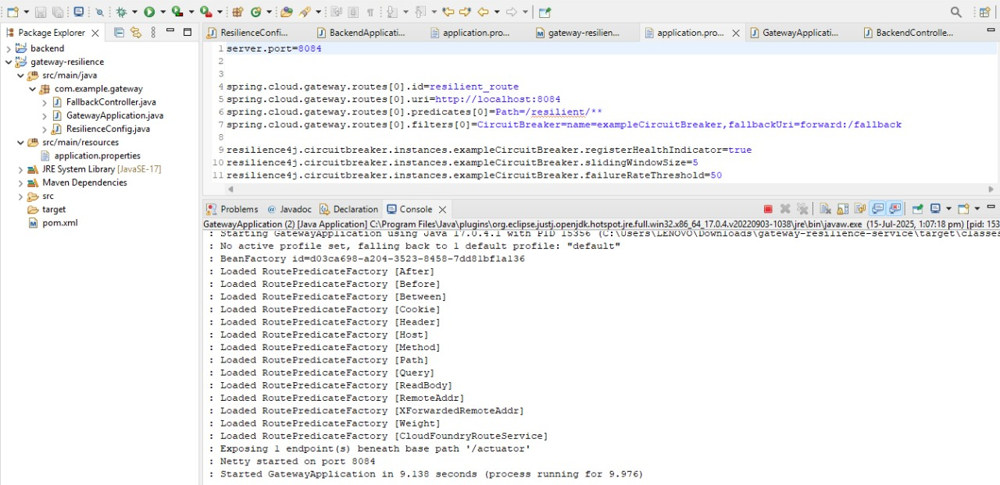 Package Explorer
backend
gateway-resilience
src/main/java
com.example.gateway
FallbackController.java
GatewayApplication.java
ResilienceConfig.java
src/main/resources
application.properties
JRE System Library [JavaSE-17]
Maven Dependencies
src
target
pom.xml
ResilienceConfi...
BackendApplicati...
application.pro...
gateway-resilien...
application.pro...
GatewayApplicati...
BackendControlle...
1 server.port=8084
2
3
4 spring.cloud.gateway.routes[0].id=resilient_route
5 spring.cloud.gateway.routes[0].uri=http://localhost:8084
6 spring.cloud.gateway.routes[0].predicates[0]=Path=/resilient/**
7 spring.cloud.gateway.routes[0].filters[0]=CircuitBreaker=name=exampleCircuitBreaker,fallbackUri=forward:/fallback
8
9 resilience4j.circuitbreaker.instances.exampleCircuitBreaker.registerHealthIndicator=true
10 resilience4j.circuitbreaker.instances.exampleCircuitBreaker.slidingWindowSize=5
11 resilience4j.circuitbreaker.instances.exampleCircuitBreaker.failureRateThreshold=50
Problems
@ Javadoc
Declaration
Console
GatewayApplication (2) [Java Application] C:\Program Files\Java\plugins\org.eclipse.justj.openjdk.hotspot.jre.full.win32.x86_64_17.0.4.v20220903-1038\jre\bin\javaw.exe (15-Jul-2025, 1:07:18 pm) [pid: 153
: Starting GatewayApplication using Java 17.0.4.1 with PID 15356 (C:\Users\LENOVO\Downloads\gateway-resilience-service\target\classes
: No active profile set, falling back to 1 default profile: "default"
: BeanFactory id=d03ca698-a204-3523-8458-7dd81bf1a136
: Loaded RoutePredicateFactory [After]
: Loaded RoutePredicateFactory [Before]
: Loaded RoutePredicateFactory [Between]
: Loaded RoutePredicateFactory [Cookie]
: Loaded RoutePredicateFactory [Header]
: Loaded RoutePredicateFactory [Host]
: Loaded RoutePredicateFactory [Method]
: Loaded RoutePredicateFactory [Path]
: Loaded RoutePredicateFactory [Query]
: Loaded RoutePredicateFactory [ReadBody]
: Loaded RoutePredicateFactory [RemoteAddr]
: Loaded RoutePredicateFactory [XForwardedRemoteAddr]
: Loaded RoutePredicateFactory [Weight]
: Loaded RoutePredicateFactory [CloudFoundryRouteService]
: Exposing 1 endpoint(s) beneath base path '/actuator'
: Netty started on port 8084
: Started GatewayApplication in 9.138 seconds (process running for 9.976)